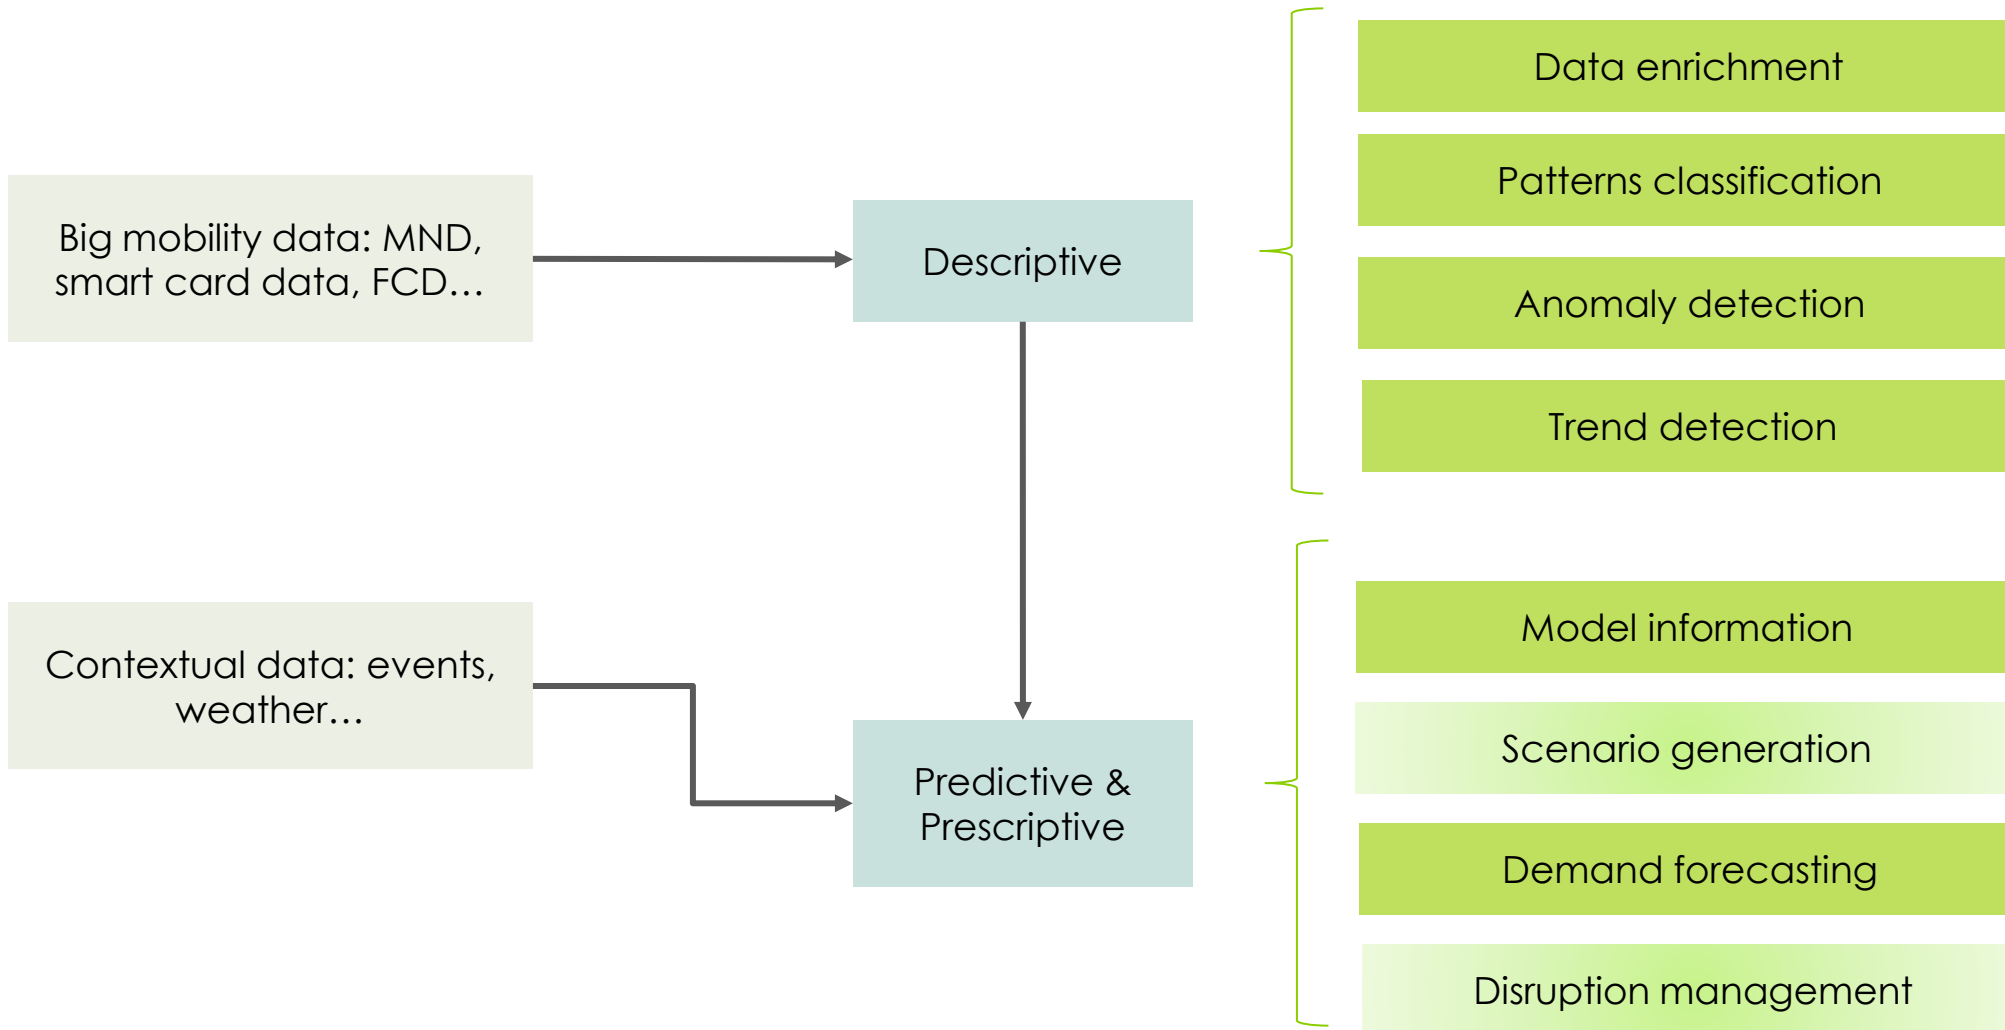 Data enrichment
Patterns classification
Big mobility data: MND,
smart card data, FCD…
Descriptive
Anomaly detection
Trend detection
Model information
Contextual data: events,
weather…
Scenario generation
Predictive &
Prescriptive
Demand forecasting
Disruption management